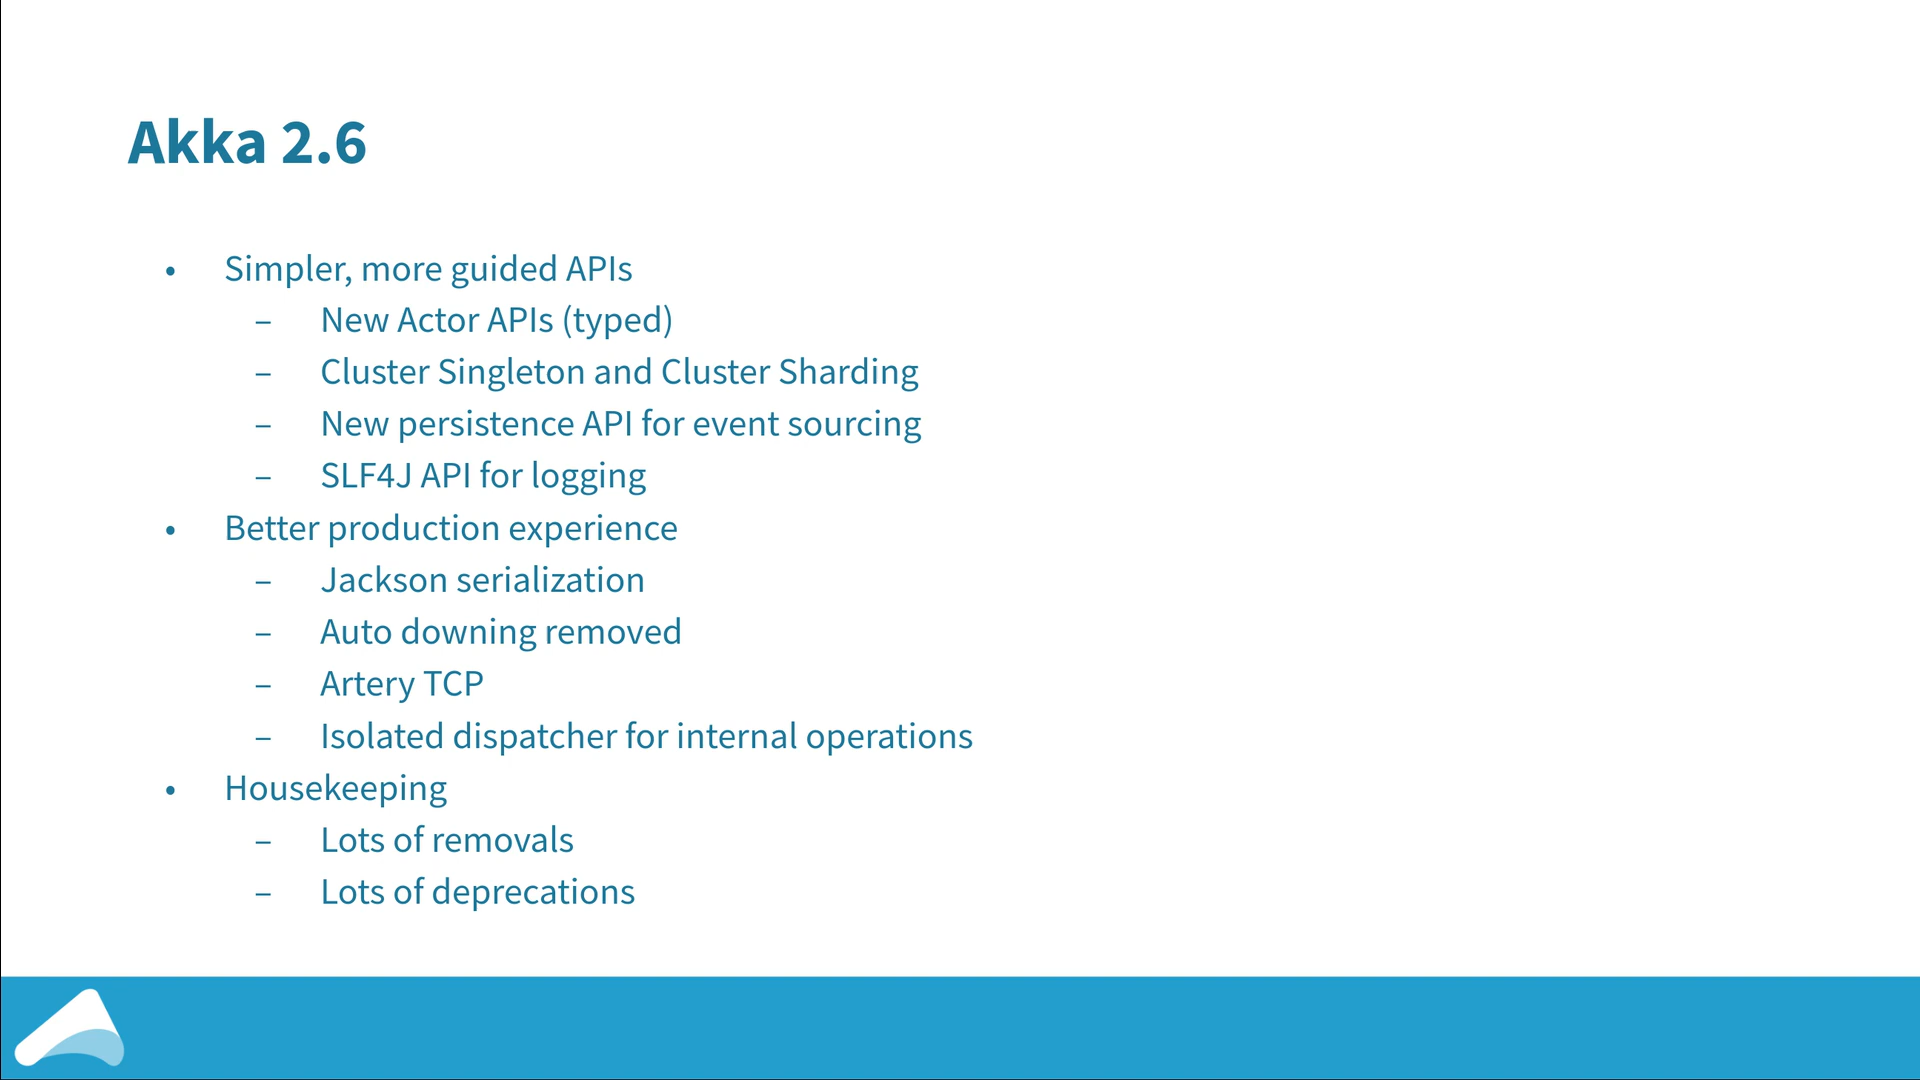 Akka 2.6
• Simpler, more guided APIs
– New Actor APIs (typed)
– Cluster Singleton and Cluster Sharding
– New persistence API for event sourcing
– SLF4J API for logging
• Better production experience
– Jackson serialization
– Auto downing removed
– Artery TCP
– Isolated dispatcher for internal operations
• Housekeeping
– Lots of removals
– Lots of deprecations